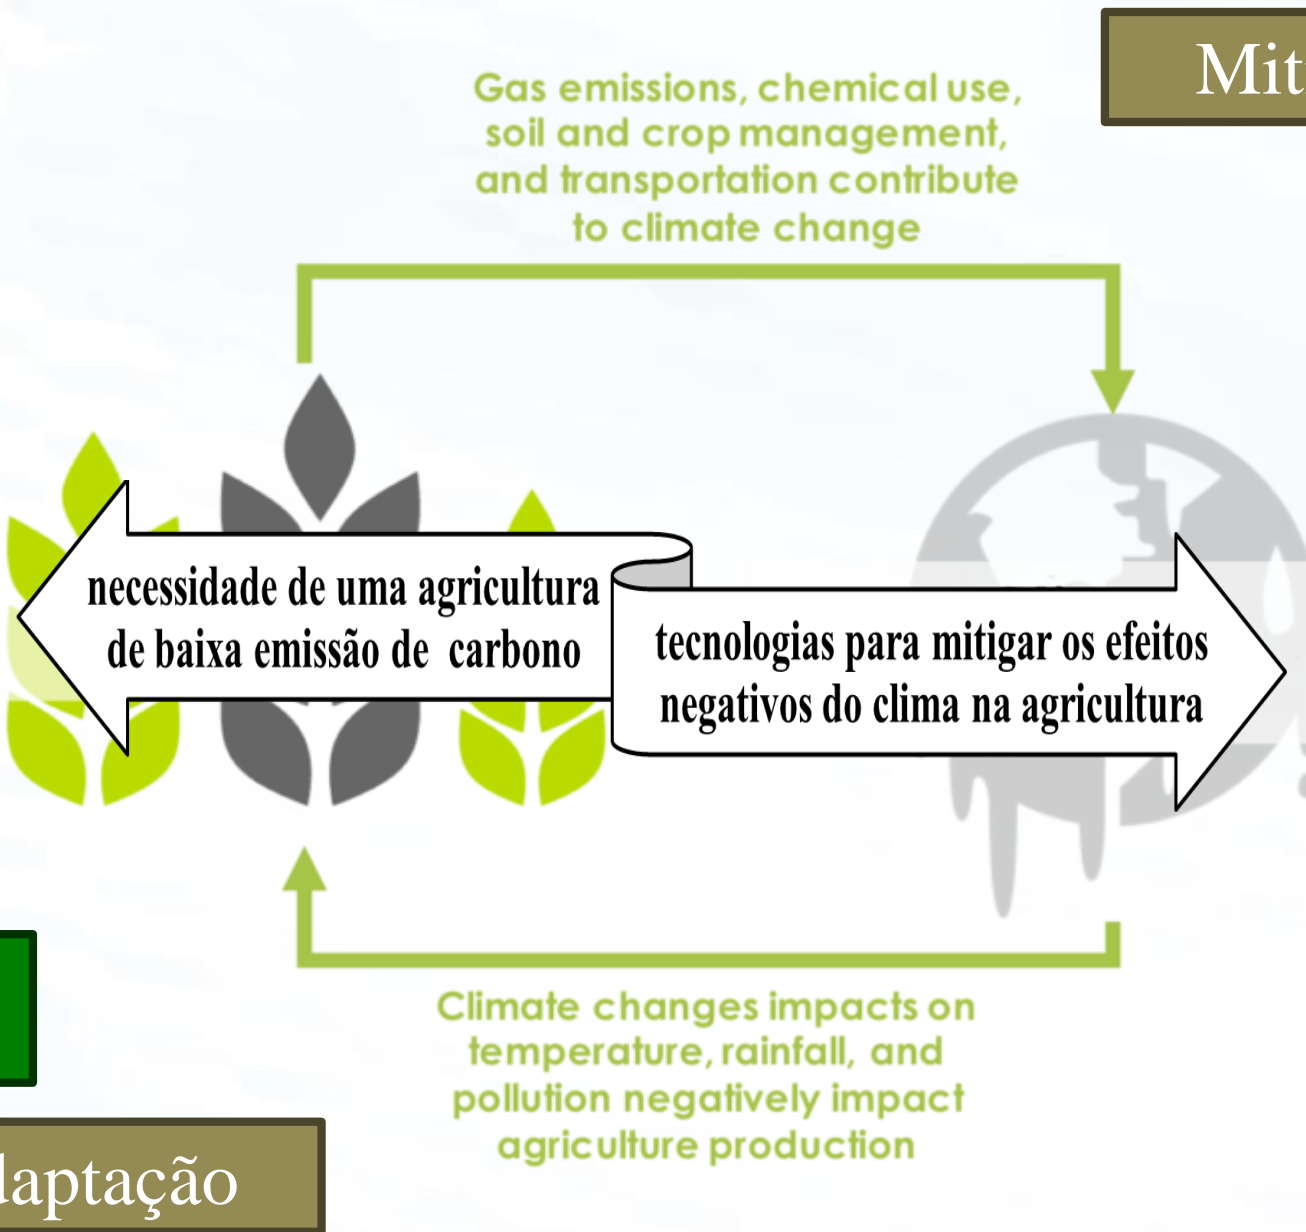 Mit
Gas emissions, chemical use,
soil and crop management,
and transportation contribute
to climate change
necessidade de uma agricultura
de baixa emissão de carbono
tecnologias para mitigar os efeitos
negativos do clima na agricultura
Climate changes impacts on
temperature, rainfall, and
pollution negatively impact
agriculture production
daptação